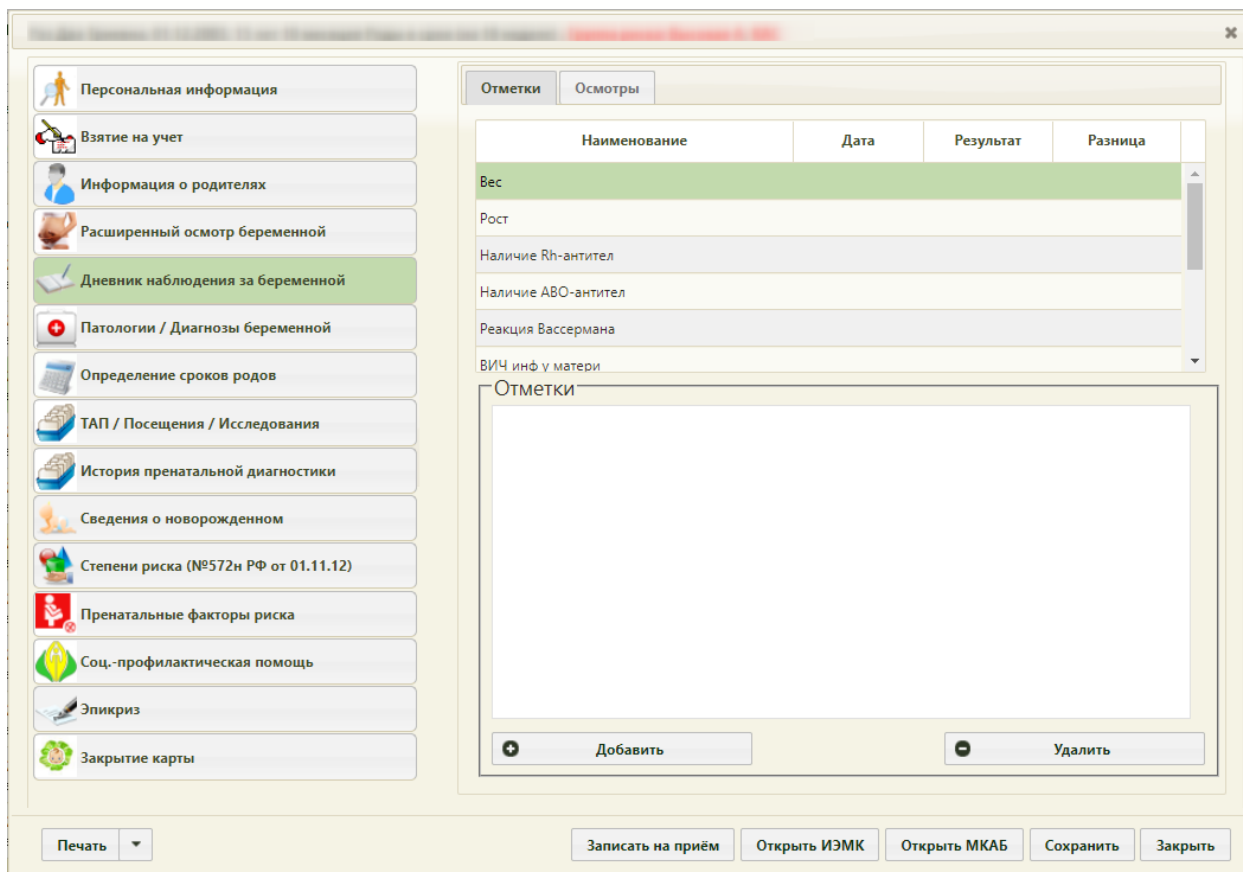 Персональная информация
Взятие на учет
Информация о родителях
Расширенный осмотр беременной
Дневник наблюдения за беременной
Патологии / Диагнозы беременной
Определение сроков родов
ТАП / Посещения / Исследования
История пренатальной диагностики
Сведения о новорожденном
Степени риска (№572н РФ от 01.11.12)
Пренатальные факторы риска
Соц.-профилактическая помощь
Эпикриз
Закрытие карты
Отметки Осмотры
Наименование Дата Результат Разница
Вес
Рост
Наличие Rh-антител
Наличие АВО-антител
Реакция Вассермана
ВИЧ инф у матери
Отметки
Добавить Удалить
Печать Записать на приём Открыть ИЭМК Открыть МКАБ Сохранить Закрыть